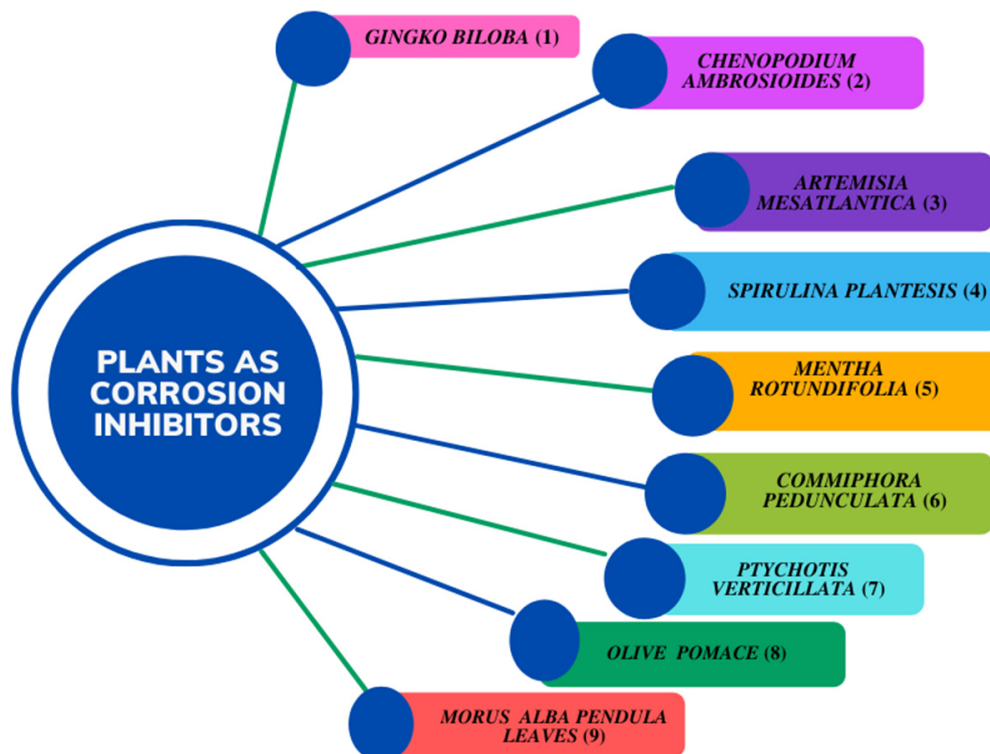 GINGKO BILOBA (1)
CHENOPODIUM
AMBROSIOIDES (2)
ARTEMISIA
MESATLANTICA (3)
SPIRULINA PLANTESIS (4)
PLANTS AS
CORROSION
INHIBITORS
MENTHA
ROTUNDIFOLIA (5)
COMMIPHORA
PEDUNCULATA (6)
PTYCHOTIS
VERTICILLATA (7)
OLIVE POMACE (8)
MORUS ALBA PENDULA
LEAVES (9)